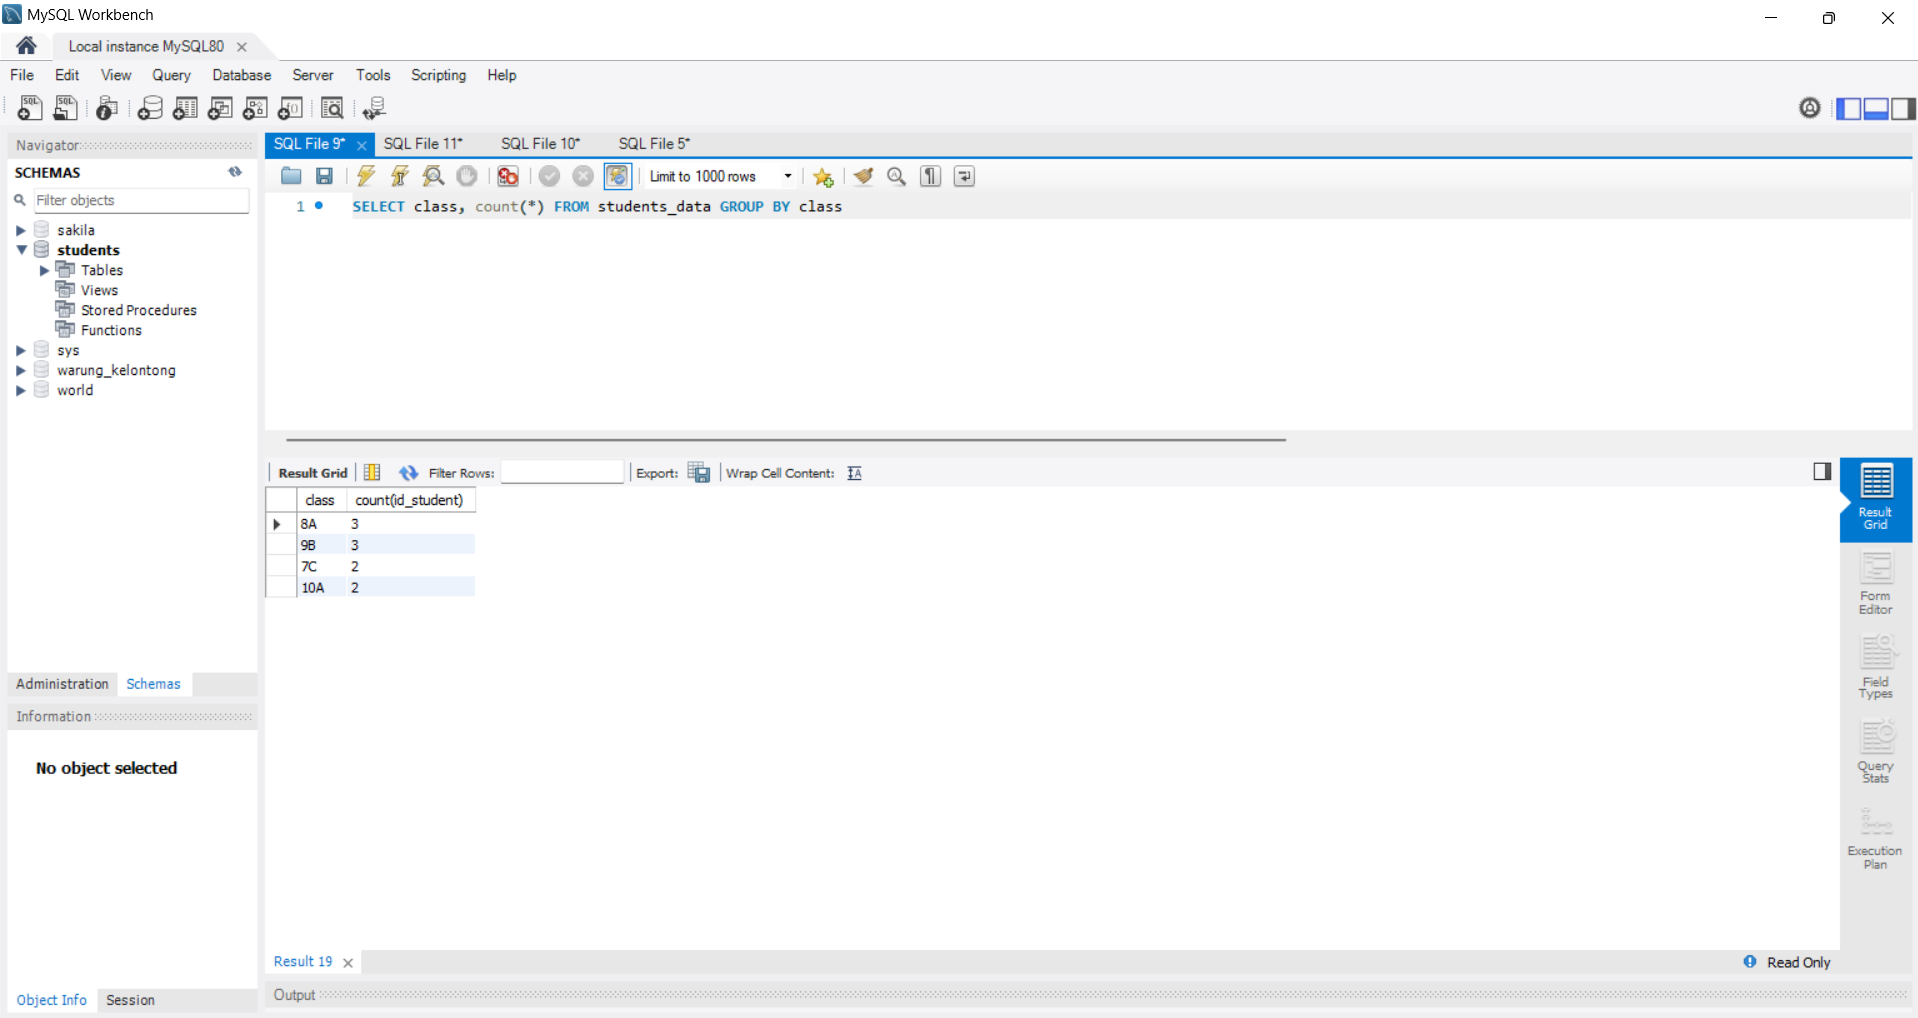 MySQL Workbench
Local instance MySQL80
File Edit View Query Database Server Tools Scripting Help
Navigator
SQL File 9* SQL File 11* SQL File 10* SQL File 5*
SCHEMAS
Limit to 1000 rows
Filter objects
1 SELECT class, count(*) FROM students_data GROUP BY class
sakila
students
Tables
Views
Stored Procedures
Functions
sys
warung_kelontong
world
Result Grid Filter Rows: Export: Wrap Cell Content:
class count(id_student)
8A 3
9B 3
7C 2
10A 2
Result
Grid
Form
Editor
Field
Types
Query
Stats
Execution
Plan
Administration Schemas
Information
No object selected
Result 19 Read Only
Output
Object Info Session